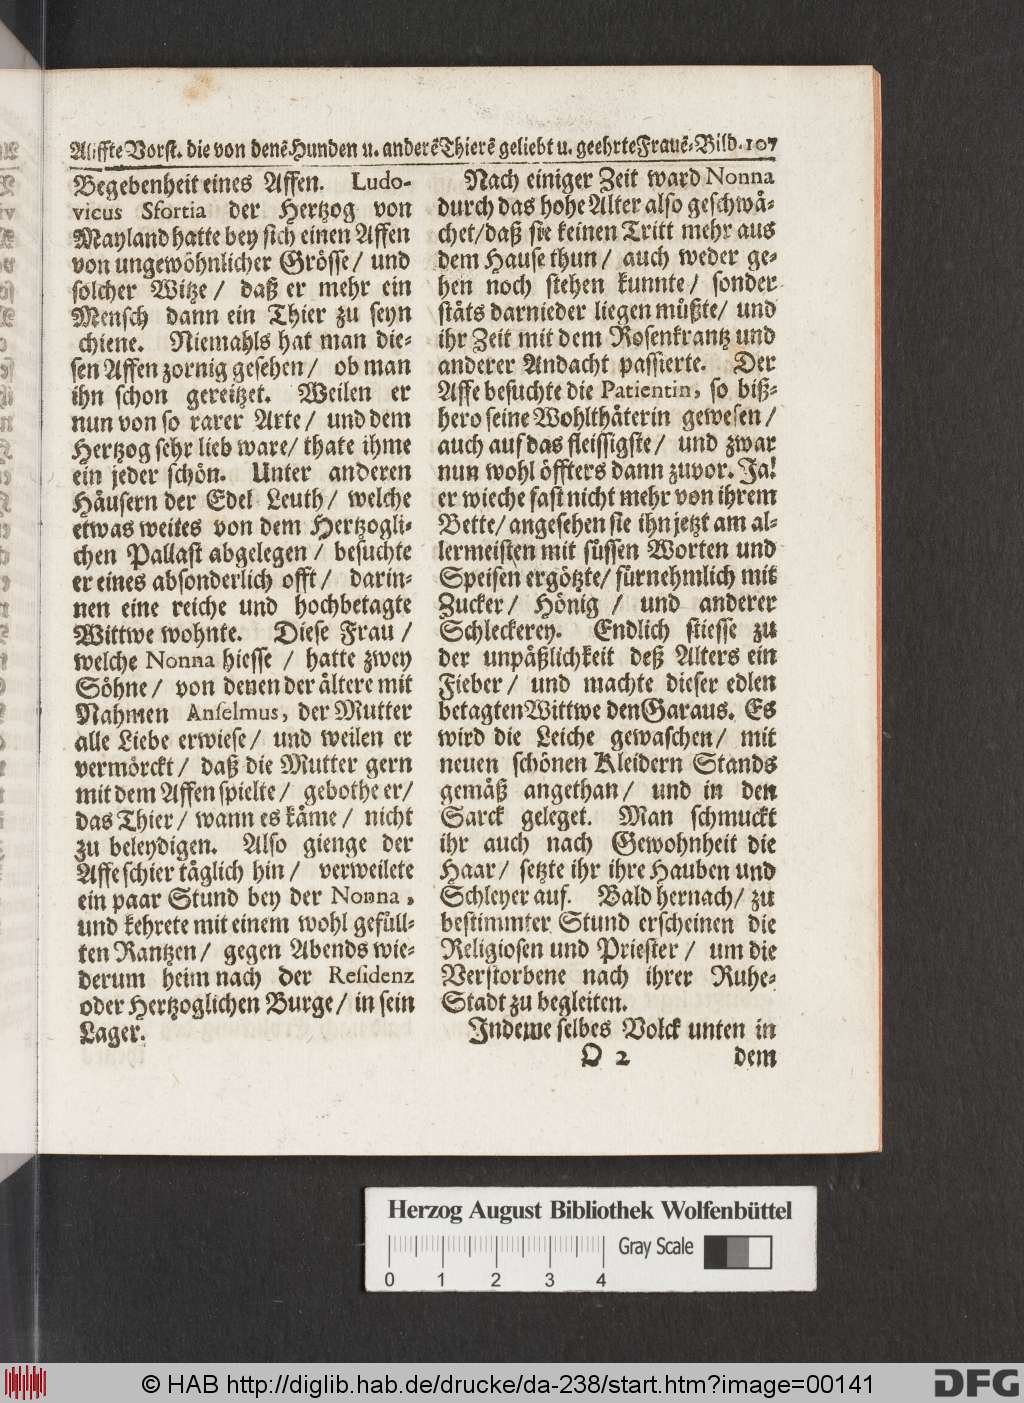 Aliffte Vorst. die von denē Hunden u. anderē Thierē geliebt u. geehrte Frauē-Bild. 107
Begebenheit eines Affen. Ludo-
vicus Sfortia der Hertzog von
Mayland hatte bey sich einen Affen
von ungewöhnlicher Grösse / und
solcher Witze / daß er mehr ein
Mensch dann ein Thier zu seyn
schiene. Niemahls hat man die-
sen Affen zornig gesehen / ob man
ihn schon gereitzet. Weilen er
nun von so rarer Arte / und dem
Hertzog sehr lieb ware / thate ihme
ein jeder schön. Unter anderen
Häusern der Edel Leuth / welche
etwas weites von dem Hertzogli-
chen Pallast abgelegen / besuchte
er eines absonderlich offt / darin-
nen eine reiche und hochbetagte
Wittwe wohnte. Diese Frau /
welche Nonna hiesse / hatte zwey
Söhne / von denen der ältere mit
Nahmen Anselmus, der Mutter
alle Liebe erwiese / und weilen er
vermörckt / daß die Mutter gern
mit dem Affen spielte / gebothe er /
das Thier / wann es käme / nicht
zu beleydigen. Also gienge der
Affe schier täglich hin / verweilete
ein paar Stund bey der Nonna,
und kehrete mit einem wohl gefüll-
ten Rantzen / gegen Abends wie-
derum heim nach der Residenz
oder Hertzoglichen Burge / in sein
Lager.
Nach einiger Zeit ward Nonna
durch das hohe Alter also geschwä-
chet / daß sie keinen Tritt mehr aus
dem Hause thun / auch weder ge-
hen noch stehen kunnte / sonder
stäts darnieder liegen müßte / und
ihr Zeit mit dem Rosenkrantz und
anderer Andacht passierte. Der
Affe besuchte die Patientin, so biß-
hero seine Wohlthäterin gewesen /
auch auf das fleissigste / und zwar
nun wohl öffters dann zuvor. Ja!
er wieche fast nicht mehr von ihrem
Bette / angesehen sie ihn jetzt am al-
lermeisten mit süssen Worten und
Speisen ergötzte / fürnehmlich mit
Zucker / Hönig / und anderer
Schleckerey. Endlich stiesse zu
der unpäßlichkeit deß Alters ein
Fieber / und machte dieser edlen
betagten Wittwe den Garaus. Es
wird die Leiche gewaschen / mit
neuen schönen Kleidern Stands
gemäß angethan / und in den
Sarck geleget. Man schmuckt
ihr auch nach Gewohnheit die
Haar / setzte ihr ihre Hauben und
Schleyer auf. Bald hernach / zu
bestimmter Stund erscheinen die
Religiosen und Priester / um die
Verstorbene nach ihrer Ruhe-
Stadt zu begleiten.
Indeme selbes Volck unten in
O 2 dem
Herzog August Bibliothek Wolfenbüttel
Gray Scale
0 1 2 3 4
© HAB http://diglib.hab.de/drucke/da-238/start.htm?image=00141
DFG